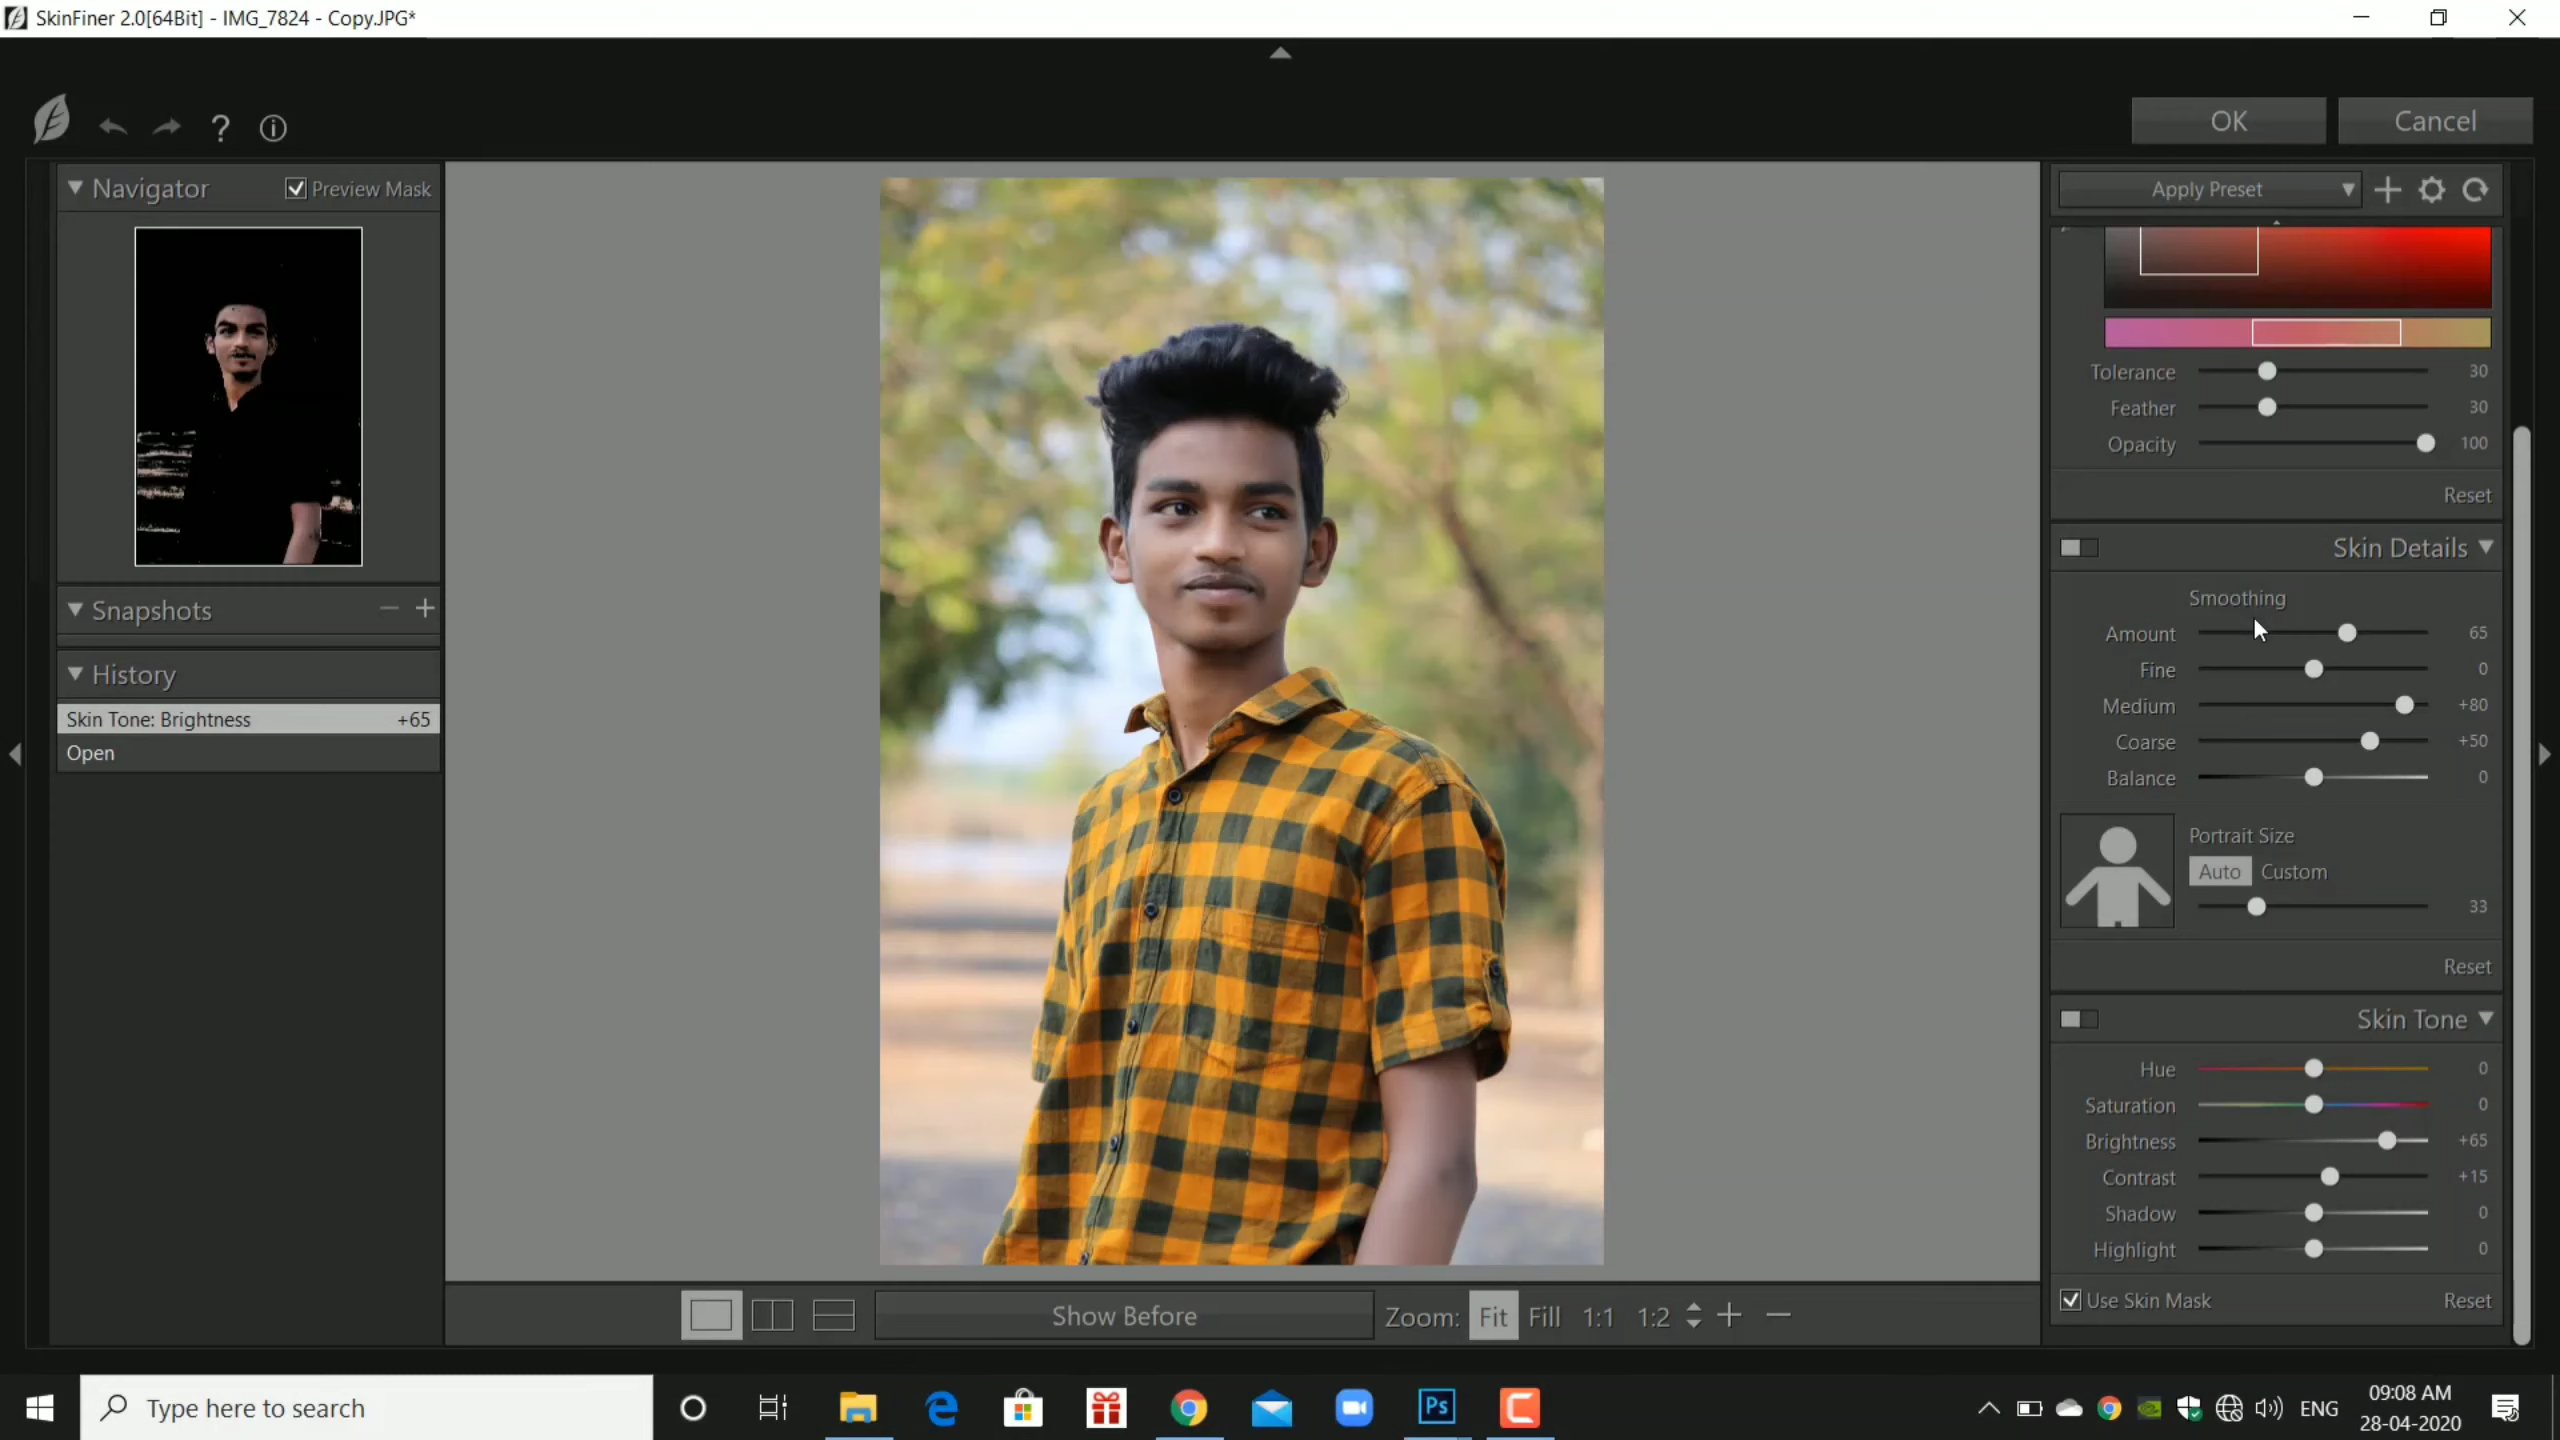 SkinFiner 2.0[64Bit] - IMG_7824 - Copy.JPG*
OK
Cancel
Navigator
Preview Mask
Snapshots
History
Skin Tone: Brightness +65
Open
Apply Preset
Tolerance 30
Feather 30
Opacity 100
Reset
Skin Details
Smoothing
Amount 65
Fine 0
Medium +80
Coarse +50
Balance 0
Portrait Size
Auto Custom
33
Reset
Skin Tone
Hue 0
Saturation 0
Brightness +65
Contrast +15
Shadow 0
Highlight 0
Use Skin Mask Reset
Show Before Zoom: Fit Fill 1:1 1:2
Type here to search
Ps
ENG
09:08 AM
28-04-2020